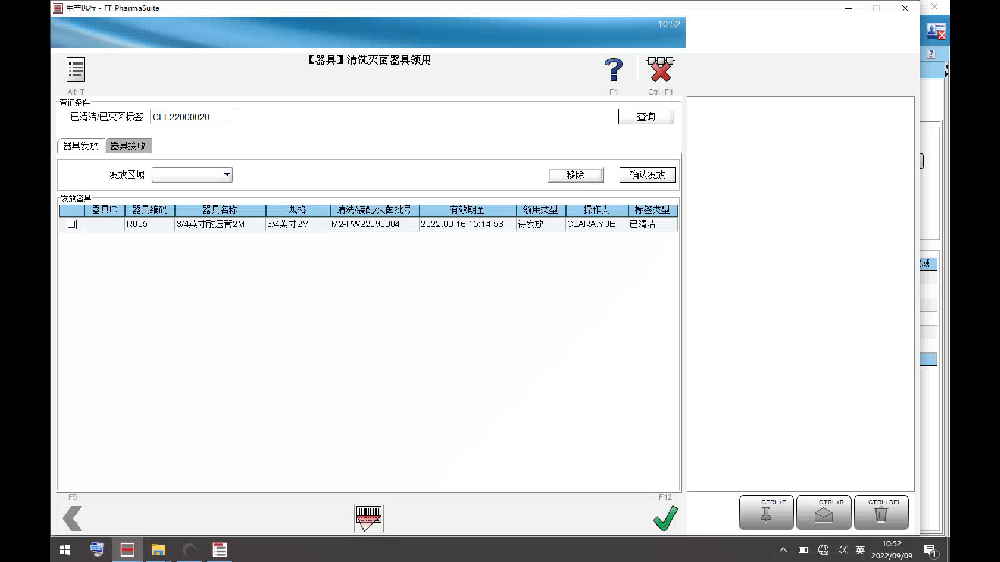 生产执行 - FT PharmaSuite
10:52
【器具】清洗灭菌器具领用
Alt+T
F1
Ctrl+F4
查询条件
已清洁/已灭菌标签 CLE22000020 查询
器具发放 器具接收
发放区域 移除 确认发放
发放器具
器具ID 器具编码 器具名称 规格 清洗/装配/灭菌批号 有效期至 领用类型 操作人 标签类型
R005 3/4英寸耐压管2M 3/4英寸2M M2-PW22090004 2022.09.16 15:14:53 待发放 CLARA.YUE 已清洁
域
F5 F12
CTRL+P CTRL+R CTRL+DEL
英
10:52
2022/09/09
1